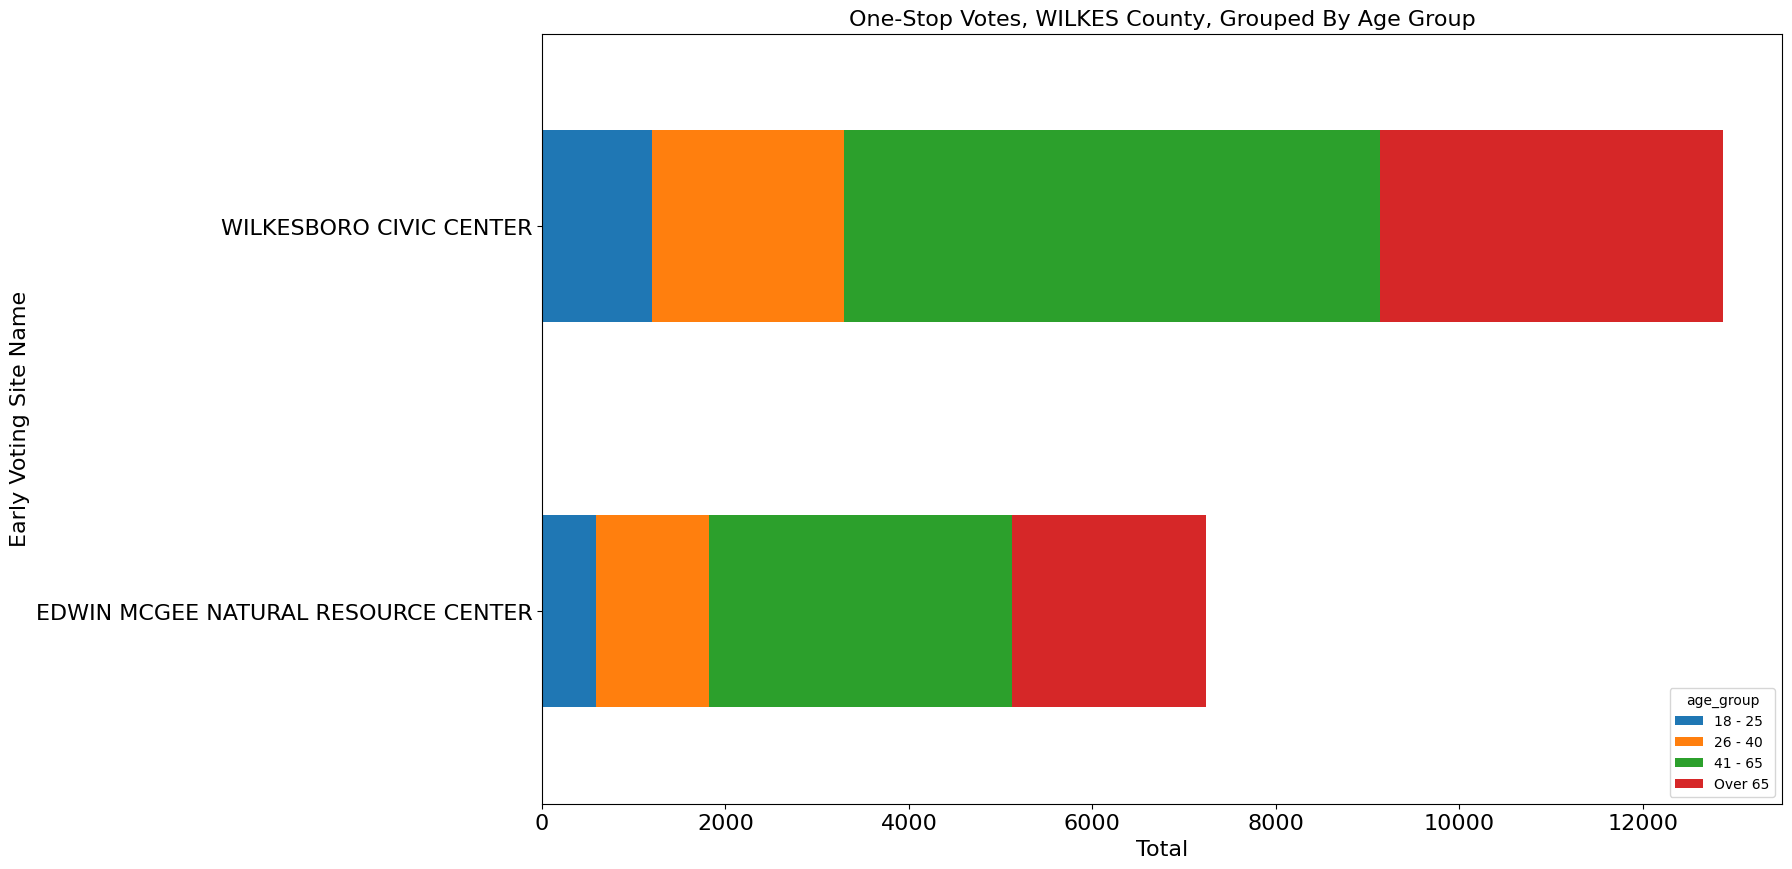 One-Stop Votes, WILKES County, Grouped By Age Group
Early Voting Site Name
WILKESBORO CIVIC CENTER
EDWIN MCGEE NATURAL RESOURCE CENTER
age_group
18 - 25
26 - 40
41 - 65
Over 65
0 2000 4000 6000 8000 10000 12000
Total